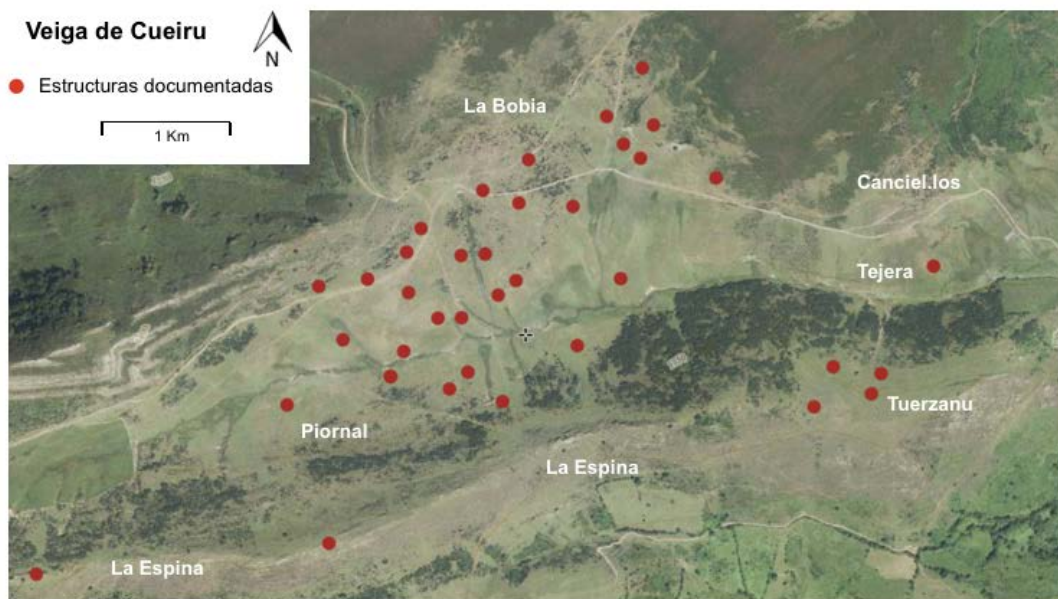 Veiga de Cueiru
N
Estructuras documentadas
1 Km
La Bobia
Canciel.los
Tejera
Tuerzanu
Piornal
La Espina
La Espina